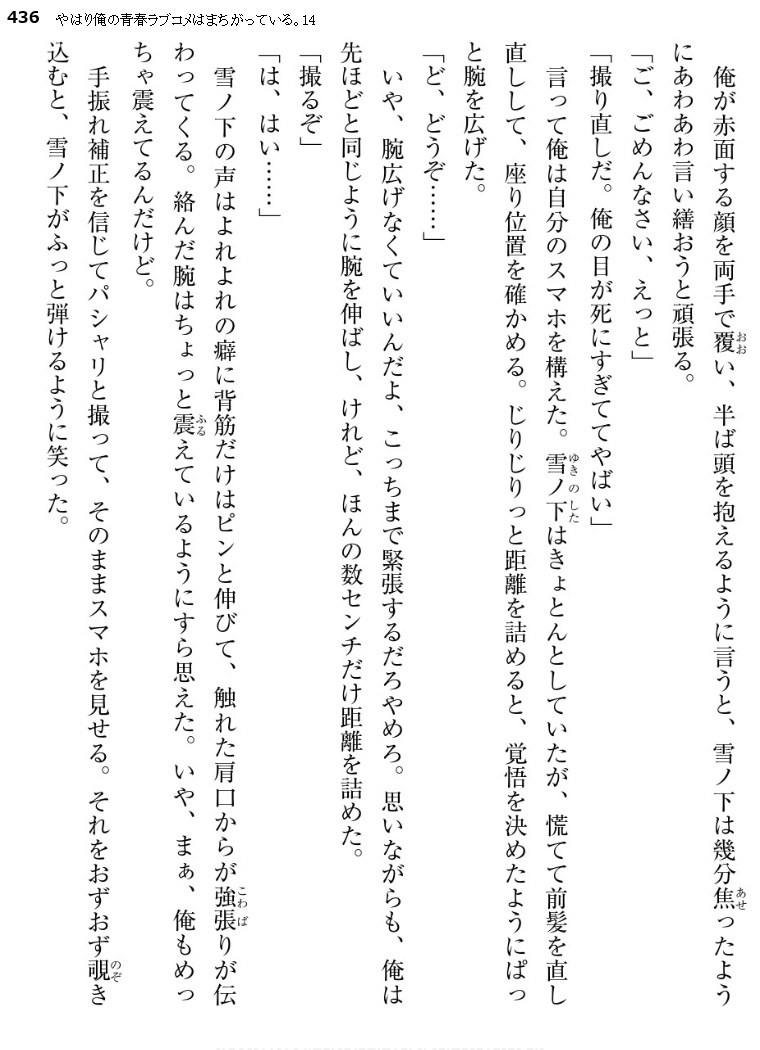 436 やはり俺の青春ラブコメはまちがっている。14
　俺が赤面する顔を両手で覆い、半ば頭を抱えるように言うと、雪ノ下は幾分焦ったよう
にあわあわ言い繕おうと頑張る。
「ご、ごめんなさい、えっと」
「撮り直しだ。俺の目が死にすぎててやばい」
　言って俺は自分のスマホを構えた。雪ノ下はきょとんとしていたが、慌てて前髪を直し
直しして、座り位置を確かめる。じりじりっと距離を詰めると、覚悟を決めたようにぱっ
と腕を広げた。
「ど、どうぞ……」
　いや、腕広げなくていいんだよ、こっちまで緊張するだろやめろ。思いながらも、俺は
先ほどと同じように腕を伸ばし、けれど、ほんの数センチだけ距離を詰めた。
「撮るぞ」
「は、はい……」
　雪ノ下の声はよれよれの癖に背筋だけはピンと伸びて、触れた肩口からが強張りが伝
わってくる。絡んだ腕はちょっと震えているようにすら思えた。いや、まぁ、俺もめっ
ちゃ震えてるんだけど。
　手振れ補正を信じてパシャリと撮って、そのままスマホを見せる。それをおずおず覗き
込むと、雪ノ下がふっと弾けるように笑った。